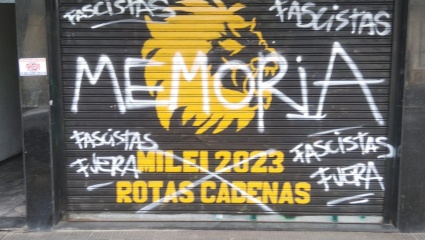 FASCISTAS
FASCISTAS
MEMORIA
FASCISTAS
FUERA
MILEI 2023
ROTAS CADENAS
FASCISTAS
FUERA